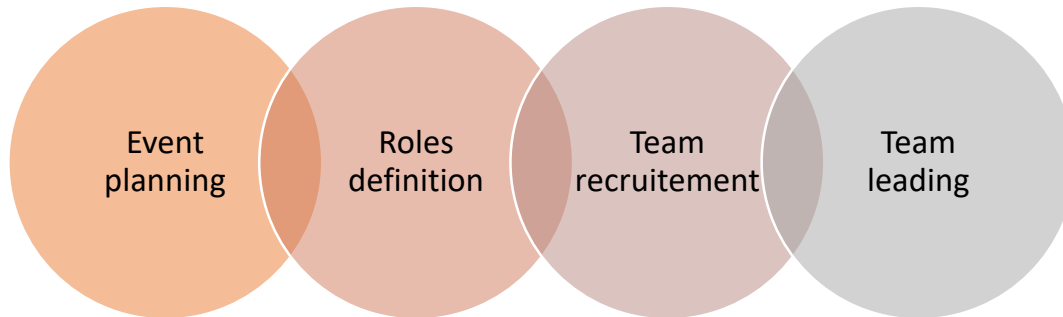 Event
planning
Roles
definition
Team
recruitement
Team
leading